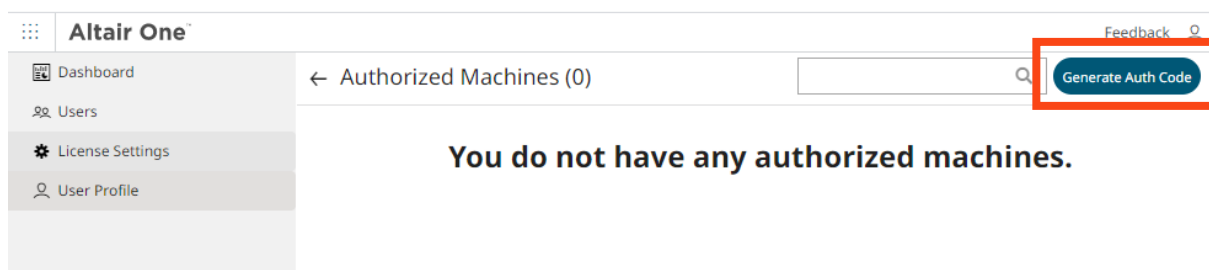 Altair One™
Feedback
Dashboard
← Authorized Machines (0)
Generate Auth Code
Users
License Settings
You do not have any authorized machines.
User Profile